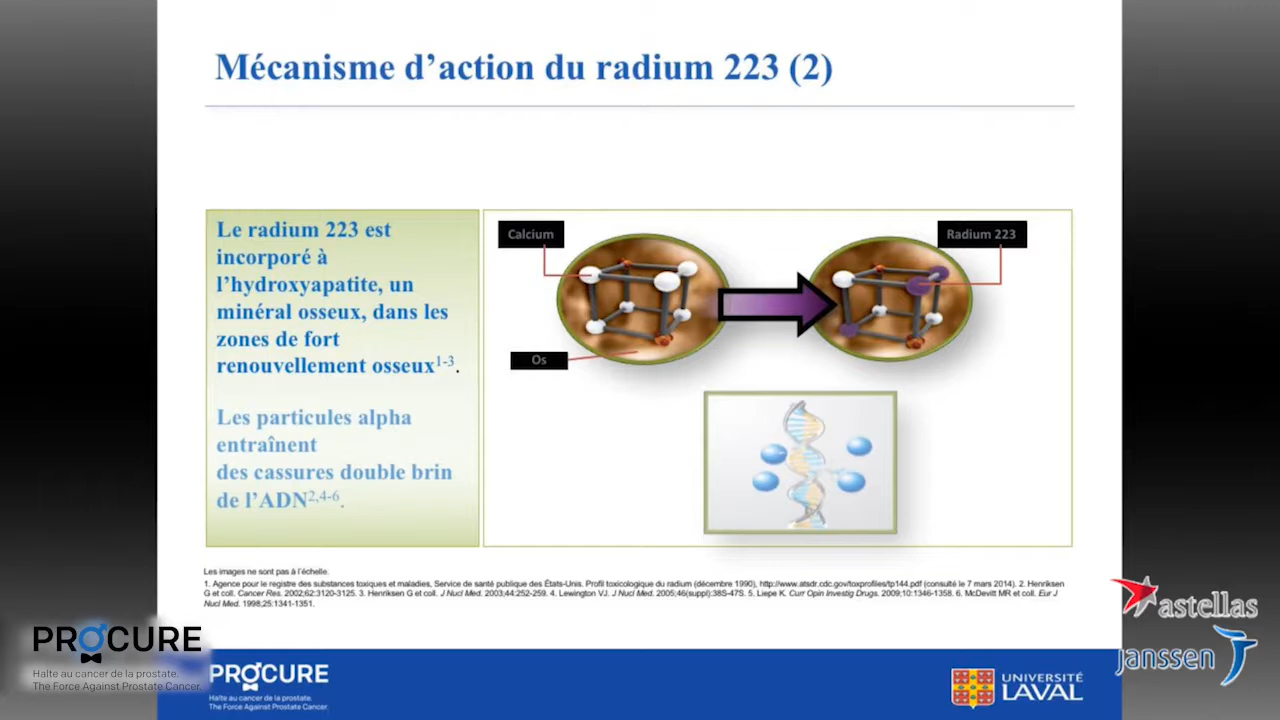 Mécanisme d’action du radium 223 (2)
Le radium 223 est
incorporé à
l’hydroxyapatite, un
minéral osseux, dans les
zones de fort
renouvellement osseux1-3.
Les particules alpha
entraînent
des cassures double brin
de l’ADN2,4-6.
Calcium
Radium 223
Os
Les images ne sont pas à l’échelle.
1. Agence pour le registre des substances toxiques et maladies, Service de santé publique des États-Unis. Profil toxicologique du radium (décembre 1990), http://www.atsdr.cdc.gov/toxprofiles/tp144.pdf (consulté le 7 mars 2014). 2. Henriksen
G et coll. Cancer Res. 2002;62:3120-3125. 3. Henriksen G et coll. J Nucl Med. 2003;44:252-259. 4. Lewington VJ. J Nucl Med. 2005;46(suppl):38S-47S. 5. Liepe K. Curr Opin Investig Drugs. 2009;10:1346-1358. 6. McDevitt MR et coll. Eur J
Nucl Med. 1998;25:1341-1351.
PROCURE
Halte au cancer de la prostate.
The Force Against Prostate Cancer.
PROCURE
Halte au cancer de la prostate.
The Force Against Prostate Cancer.
UNIVERSITÉ
LAVAL
astellas
janssen